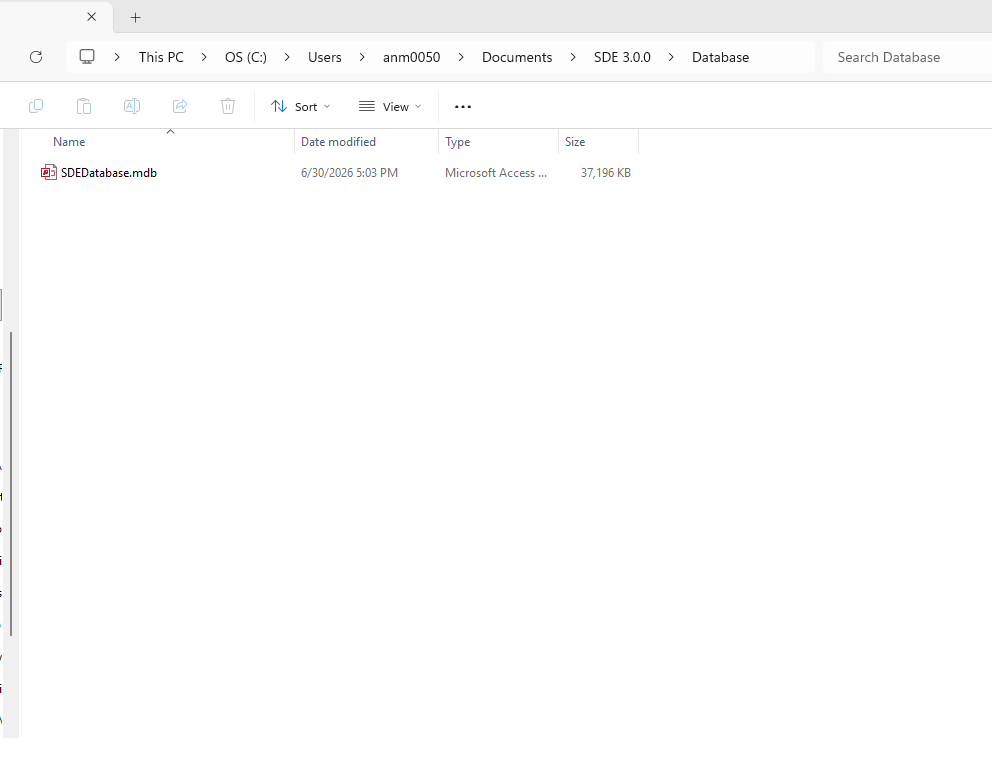 This PC > OS (C:) > Users > anm0050 > Documents > SDE 3.0.0 > Database
Search Database
Sort
View
Name
Date modified
Type
Size
SDEDatabase.mdb
6/30/2026 5:03 PM
Microsoft Access ...
37,196 KB